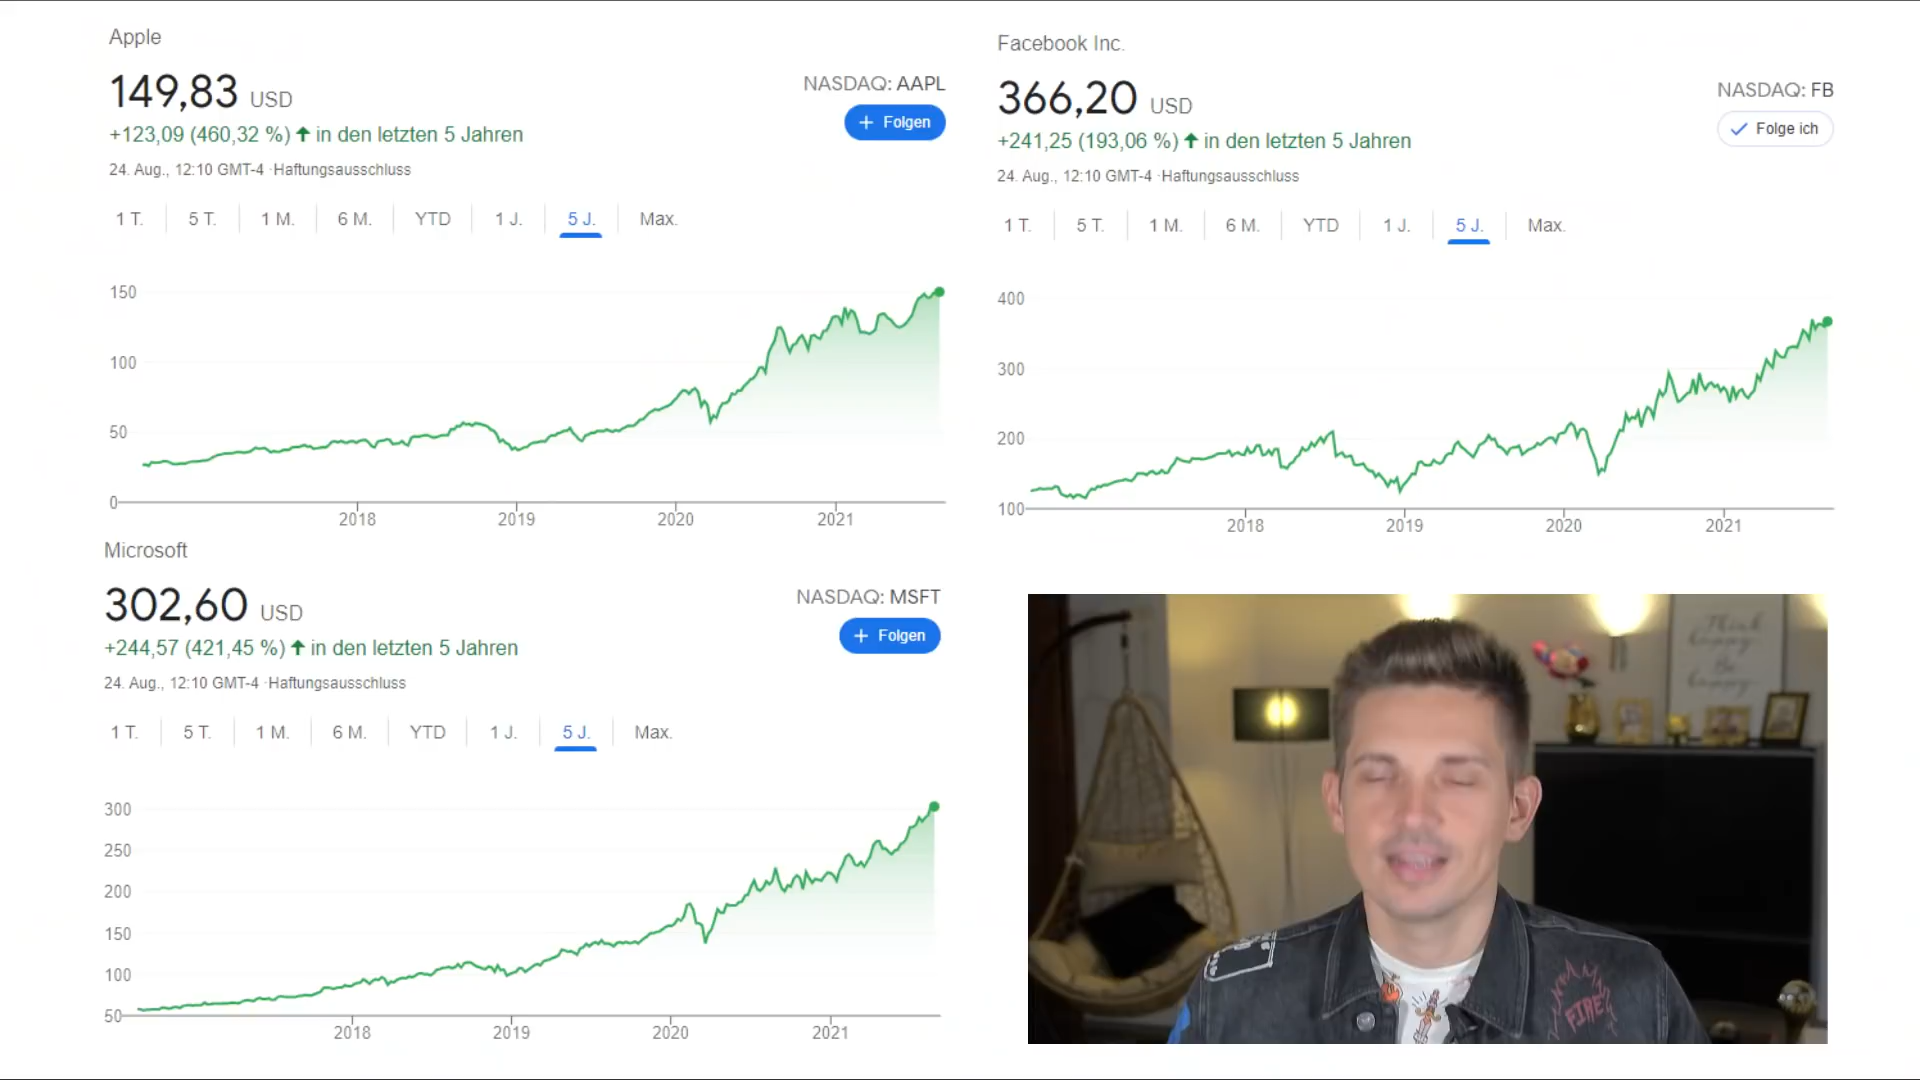 Apple
149,83 USD
NASDAQ: AAPL
+ Folgen
+123,09 (460,32 %) ↑ in den letzten 5 Jahren
24. Aug., 12:10 GMT-4 ·Haftungsausschluss
1 T. 5 T. 1 M. 6 M. YTD 1 J. 5 J. Max.
150
100
50
0
2018 2019 2020 2021
Facebook Inc.
366,20 USD
NASDAQ: FB
Folge ich
+241,25 (193,06 %) ↑ in den letzten 5 Jahren
24. Aug., 12:10 GMT-4 ·Haftungsausschluss
1 T. 5 T. 1 M. 6 M. YTD 1 J. 5 J. Max.
400
300
200
100
2018 2019 2020 2021
Microsoft
302,60 USD
NASDAQ: MSFT
+ Folgen
+244,57 (421,45 %) ↑ in den letzten 5 Jahren
24. Aug., 12:10 GMT-4 ·Haftungsausschluss
1 T. 5 T. 1 M. 6 M. YTD 1 J. 5 J. Max.
300
250
200
150
100
50
2018 2019 2020 2021
Think
happy
Be
happy
FIRE